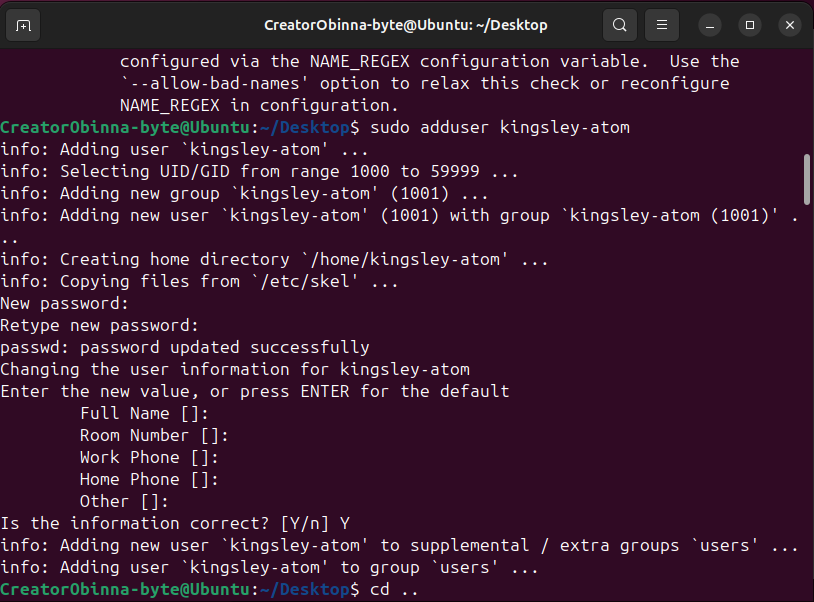 CreatorObinna-byte@Ubuntu: ~/Desktop
configured via the NAME_REGEX configuration variable.  Use the
`--allow-bad-names' option to relax this check or reconfigure
NAME_REGEX in configuration.
CreatorObinna-byte@Ubuntu:~/Desktop$ sudo adduser kingsley-atom
info: Adding user `kingsley-atom' ...
info: Selecting UID/GID from range 1000 to 59999 ...
info: Adding new group `kingsley-atom' (1001) ...
info: Adding new user `kingsley-atom' (1001) with group `kingsley-atom (1001)' .
..
info: Creating home directory `/home/kingsley-atom' ...
info: Copying files from `/etc/skel' ...
New password:
Retype new password:
passwd: password updated successfully
Changing the user information for kingsley-atom
Enter the new value, or press ENTER for the default
Full Name []:
Room Number []:
Work Phone []:
Home Phone []:
Other []:
Is the information correct? [Y/n] Y
info: Adding new user `kingsley-atom' to supplemental / extra groups `users' ...
info: Adding user `kingsley-atom' to group `users' ...
CreatorObinna-byte@Ubuntu:~/Desktop$ cd ..